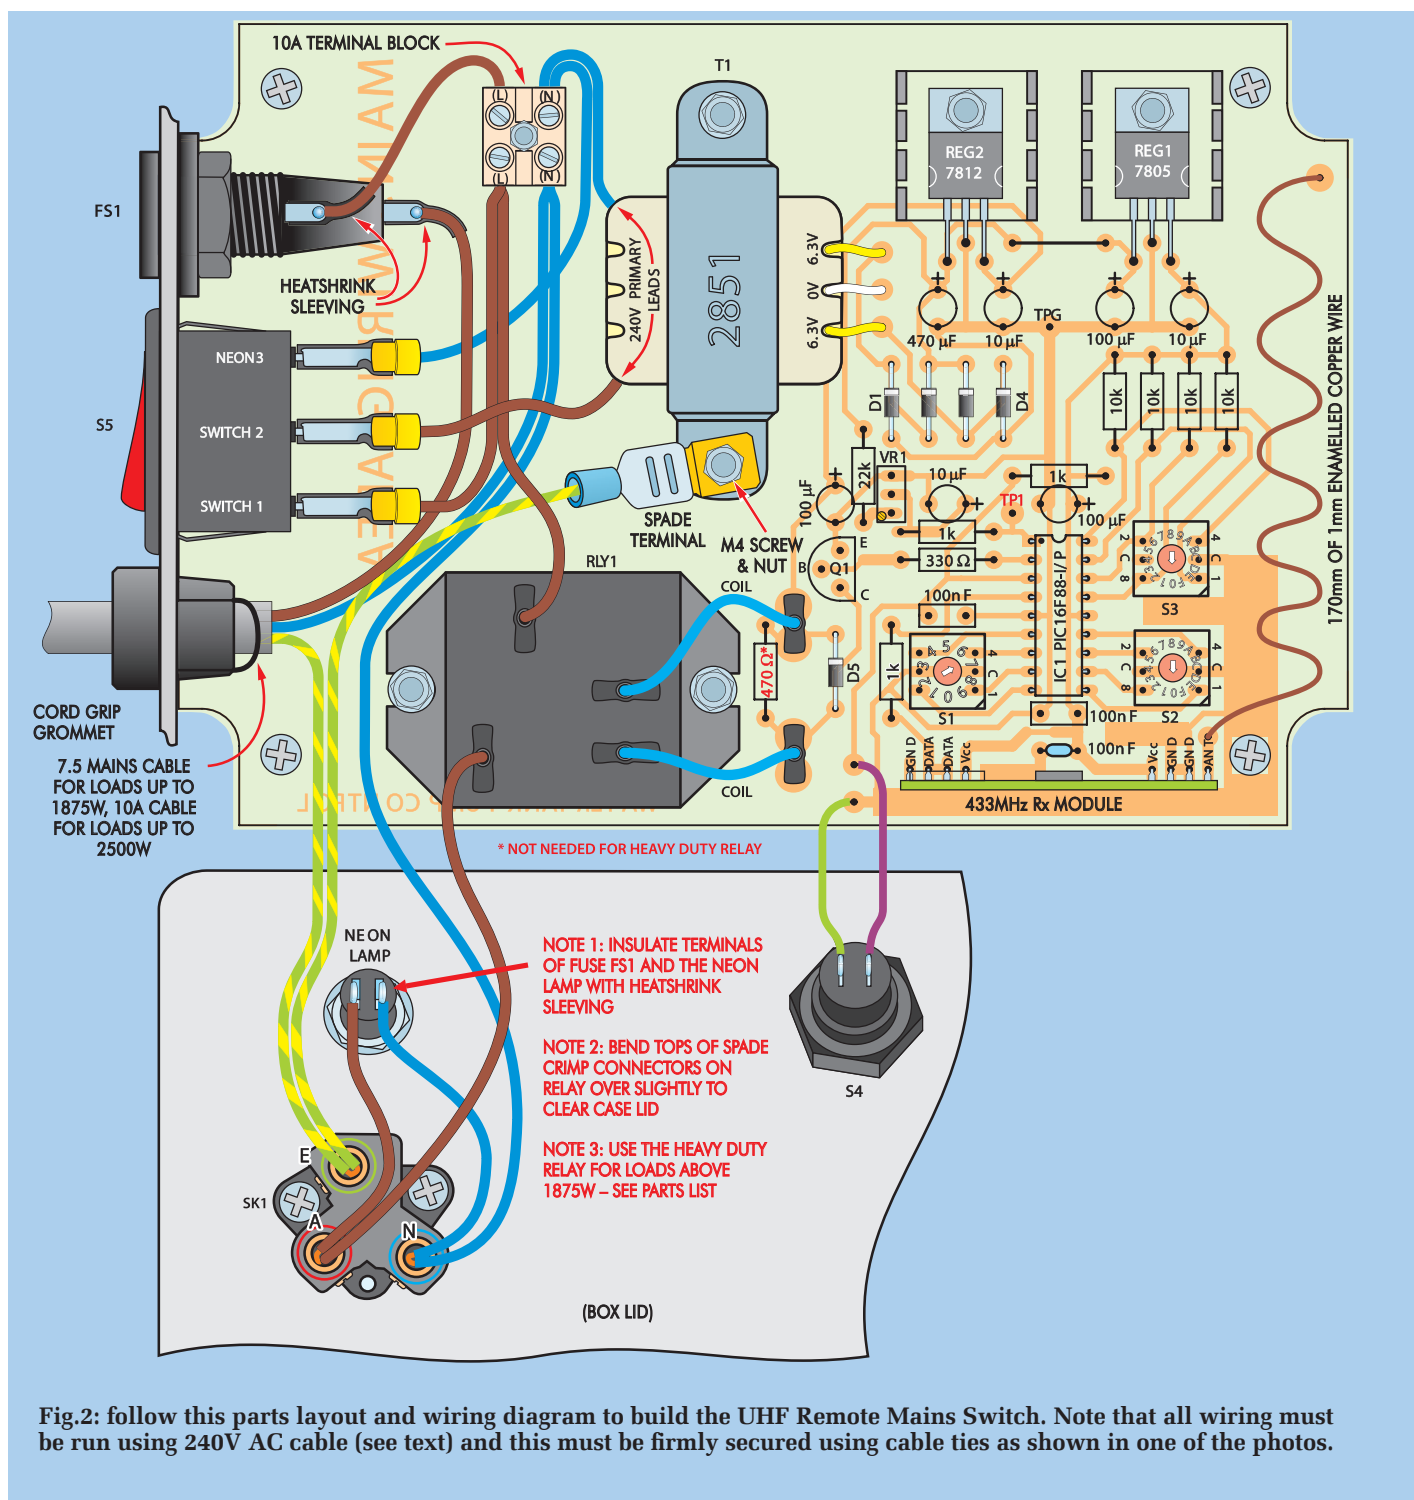 10A TERMINAL BLOCK
T1
(L)
(N)
(L)
(N)
FS1
HEATSHRINK
SLEEVING
240V PRIMARY
LEADS
2851
6.3V
0V
6.3V
REG2
7812
REG1
7805
470 µF
10 µF
TPG
100 µF
10 µF
170mm OF 1mm ENAMELLED COPPER WIRE
NEON3
S5
SWITCH 2
SWITCH 1
D1
D4
10k
10k
10k
10k
22k
VR1
10 µF
1k
100 µF
TP1
100 µF
1k
SPADE
TERMINAL
M4 SCREW
& NUT
E
B
Q1
C
330 Ω
100nF
IC1 PIC16F88-I/P
2
C
8
4
C
1
S3
RLY1
COIL
COIL
470 Ω*
D5
1k
4
C
1
S1
2
C
8
4
C
1
S2
100nF
100nF
GND
DATA
DATA
Vcc
Vcc
GND
GND
ANT
433MHz Rx MODULE
CORD GRIP
GROMMET
7.5 MAINS CABLE
FOR LOADS UP TO
1875W, 10A CABLE
FOR LOADS UP TO
2500W
* NOT NEEDED FOR HEAVY DUTY RELAY
NEON
LAMP
NOTE 1: INSULATE TERMINALS
OF FUSE FS1 AND THE NEON
LAMP WITH HEATSHRINK
SLEEVING
NOTE 2: BEND TOPS OF SPADE
CRIMP CONNECTORS ON
RELAY OVER SLIGHTLY TO
CLEAR CASE LID
NOTE 3: USE THE HEAVY DUTY
RELAY FOR LOADS ABOVE
1875W – SEE PARTS LIST
S4
E
SK1
A
N
(BOX LID)
Fig.2: follow this parts layout and wiring diagram to build the UHF Remote Mains Switch. Note that all wiring must
be run using 240V AC cable (see text) and this must be firmly secured using cable ties as shown in one of the photos.